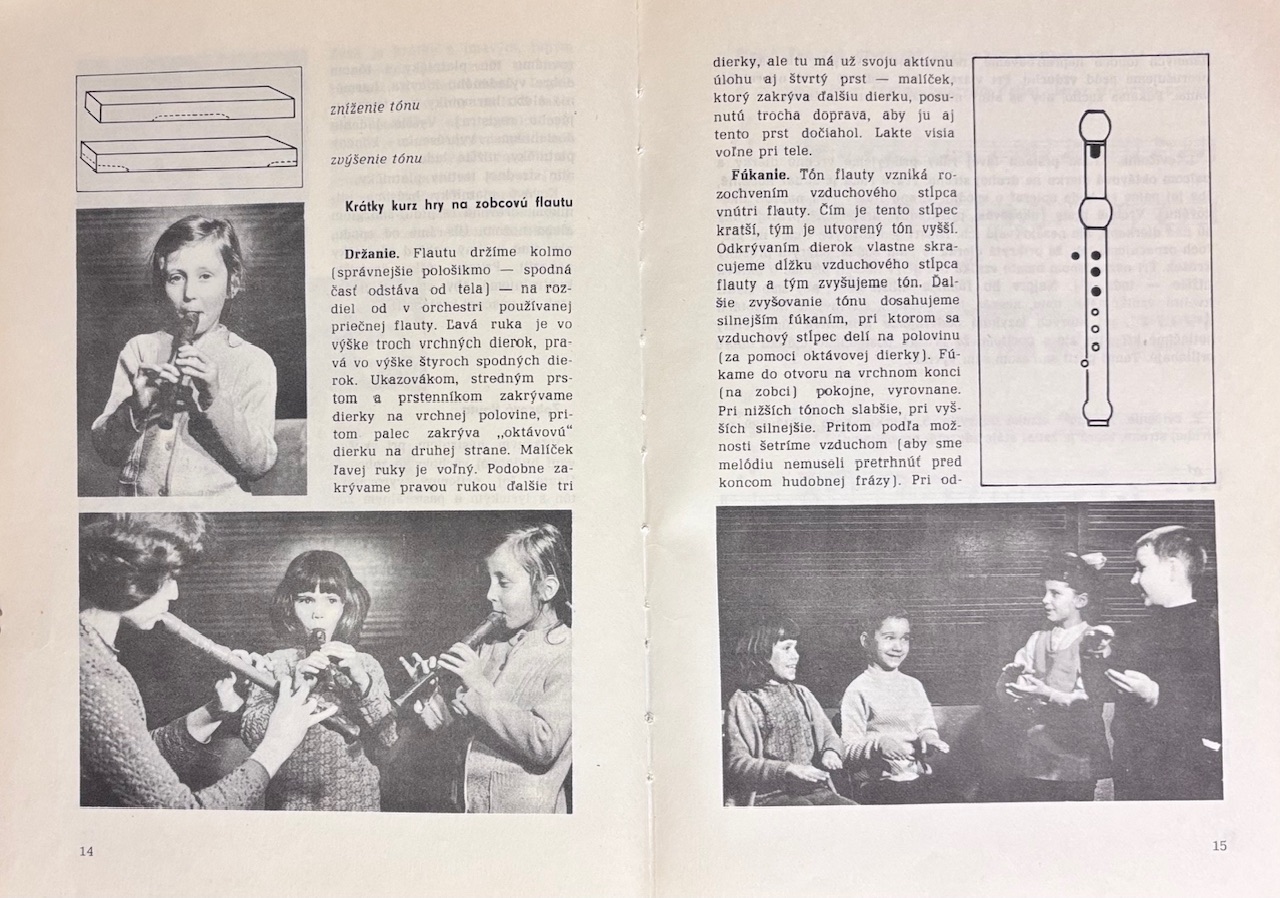 zníženie tónu
zvýšenie tónu
Krátky kurz hry na zobcovú flautu
Držanie. Flautu držíme kolmo
(správnejšie pološikmo — spodná
časť odstáva od tela) — na roz-
diel od v orchestri používanej
priečnej flauty. Ľavá ruka je vo
výške troch vrchných dierok, pra-
vá vo výške štyroch spodných die-
rok. Ukazovákom, stredným prs-
tom a prstenníkom zakrývame
dierky na vrchnej polovine, pri-
tom palec zakrýva „oktávovú“
dierku na druhej strane. Malíček
ľavej ruky je voľný. Podobne za-
krývame pravou rukou ďalšie tri
14
dierky, ale tu má už svoju aktívnu
úlohu aj štvrtý prst — malíček,
ktorý zakrýva ďalšiu dierku, posu-
nutú trocha doprava, aby ju aj
tento prst dočiahol. Lakte visia
voľne pri tele.
Fúkanie. Tón flauty vzniká ro-
zochvením vzduchového stĺpca
vnútri flauty. Čím je tento stĺpec
kratší, tým je utvorený tón vyšší.
Odkrývaním dierok vlastne skra-
cujeme dĺžku vzduchového stĺpca
flauty a tým zvyšujeme tón. Ďal-
šie zvyšovanie tónu dosahujeme
silnejším fúkaním, pri ktorom sa
vzduchový stĺpec delí na polovinu
(za pomoci oktávovej dierky). Fú-
kame do otvoru na vrchnom konci
(na zobci) pokojne, vyrovnane.
Pri nižších tónoch slabšie, pri vyš-
ších silnejšie. Pritom podľa mož-
nosti šetríme vzduchom (aby sme
melódiu nemuseli pretrhnúť pred
koncom hudobnej frázy). Pri od-
15